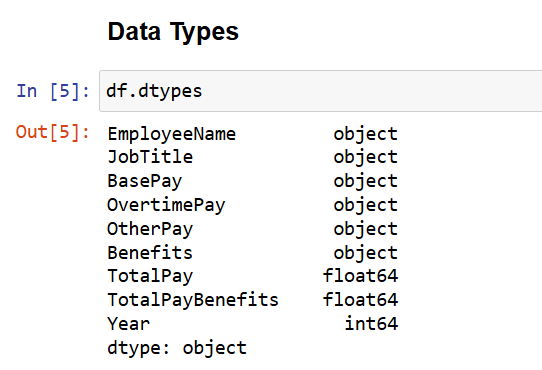 Data Types
In [5]: df.dtypes
Out[5]: EmployeeName object
JobTitle object
BasePay object
OvertimePay object
OtherPay object
Benefits object
TotalPay float64
TotalPayBenefits float64
Year int64
dtype: object